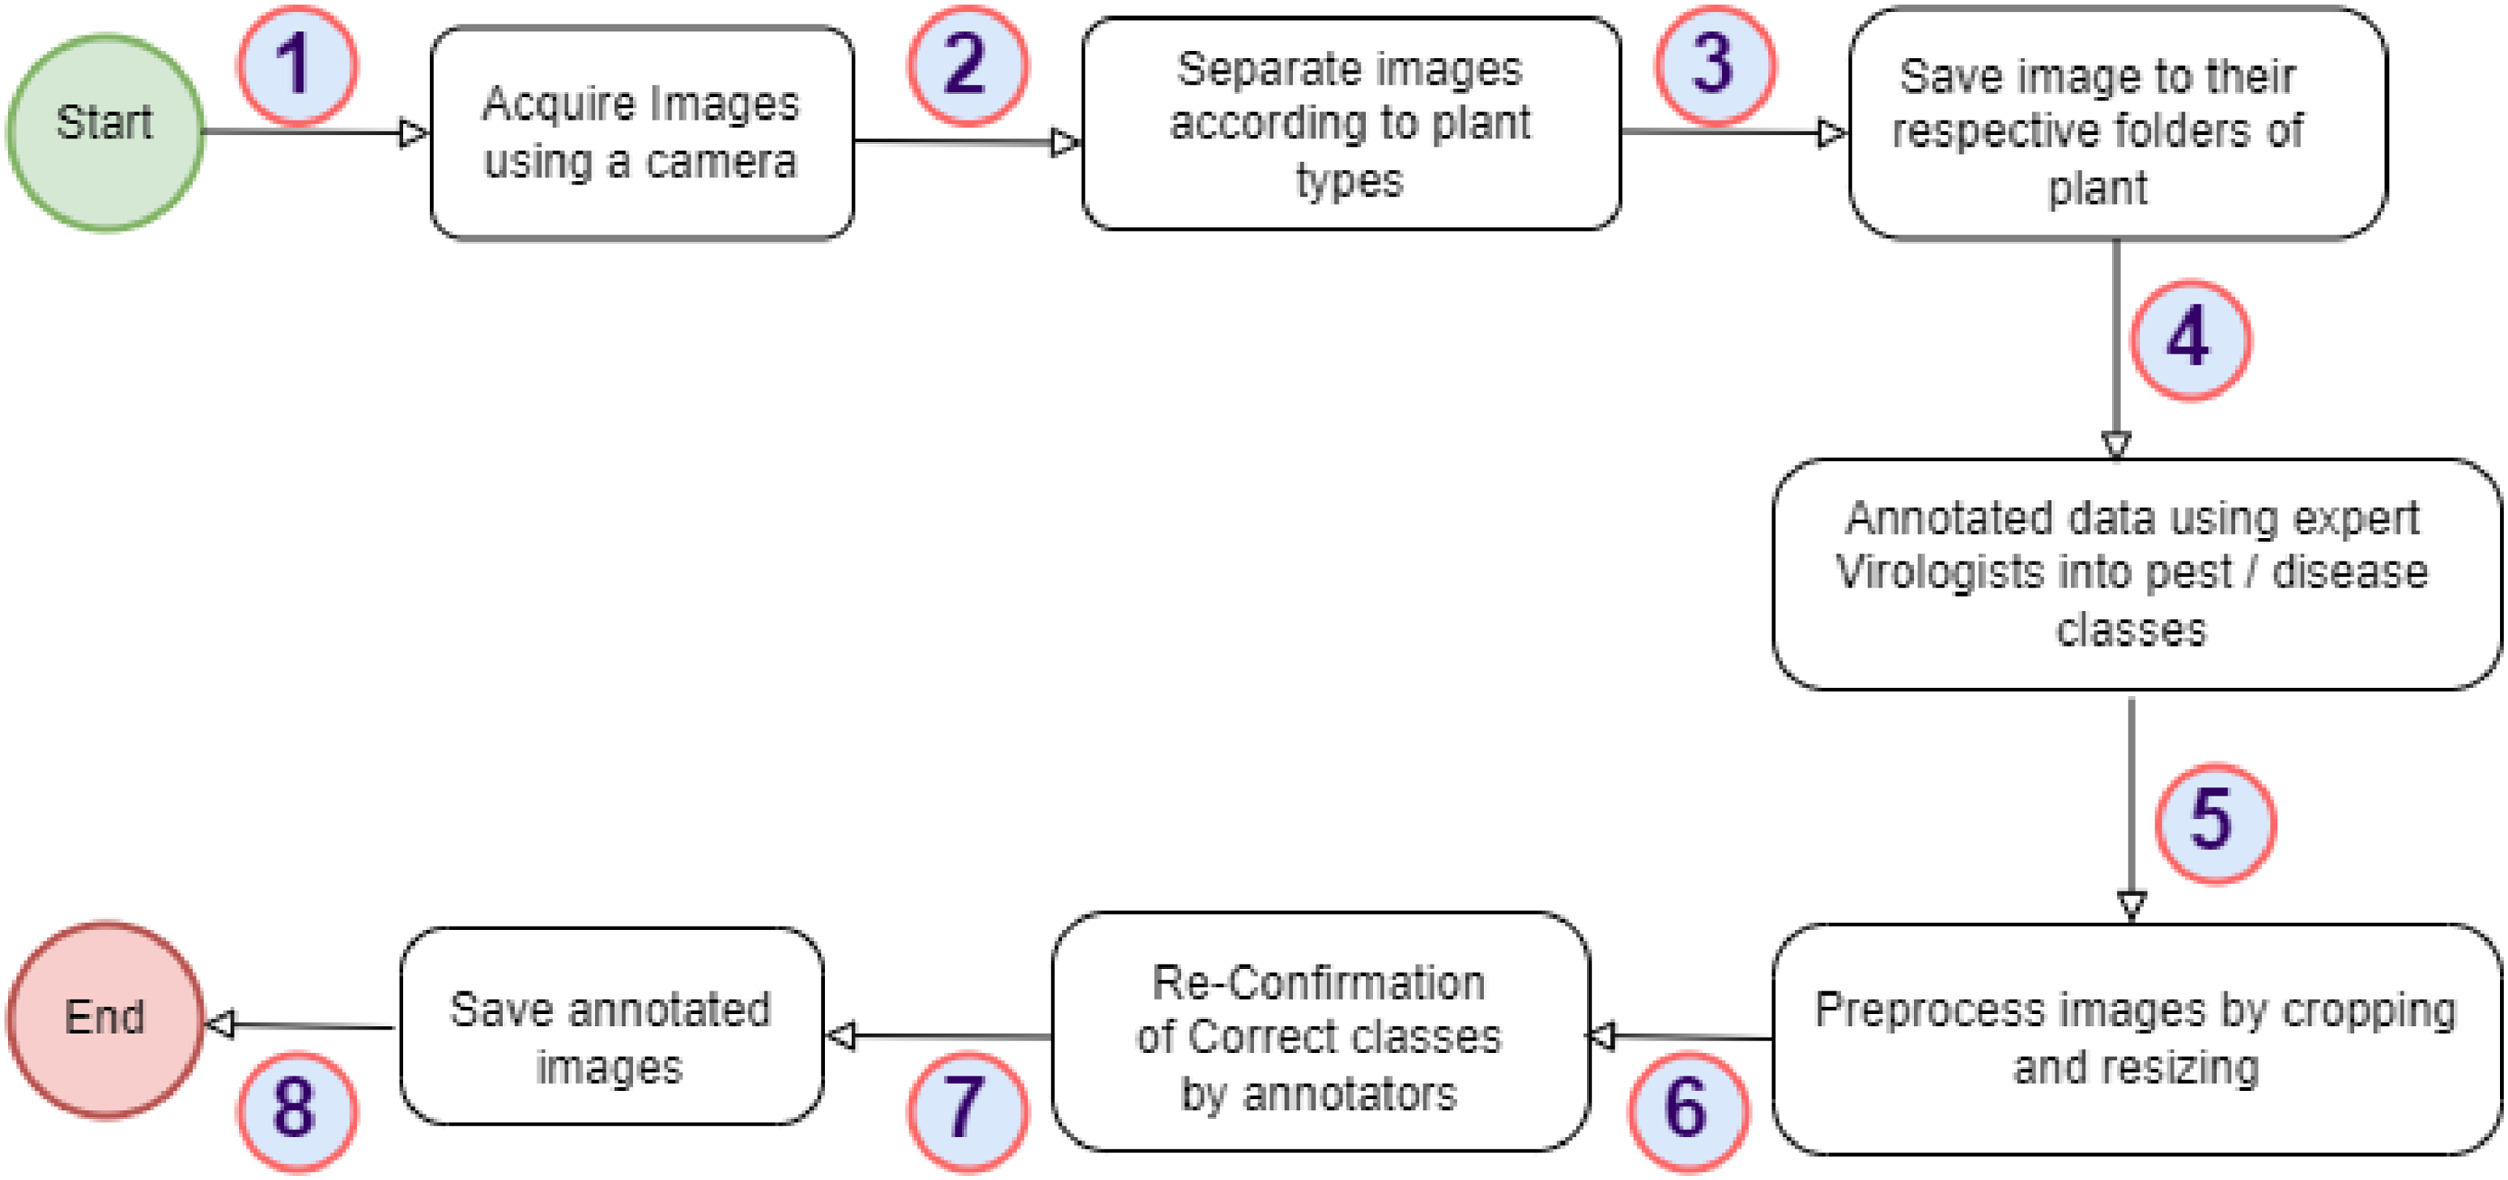 Start
1
Acquire Images
using a camera
2
Separate images
according to plant
types
3
Save image to their
respective folders of
plant
4
Annotated data using expert
Virologists into pest / disease
classes
5
Preprocess images by cropping
and resizing
6
Re-Confirmation
of Correct classes
by annotators
7
Save annotated
images
8
End